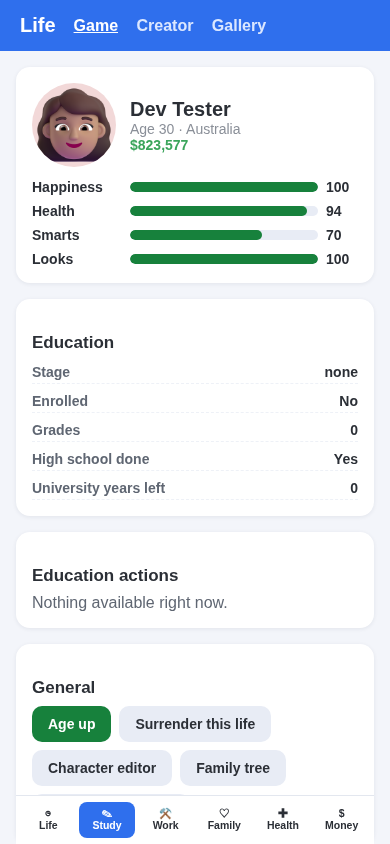 Life Game Creator Gallery
Dev Tester
Age 30 · Australia
$823,577
Happiness 100
Health 94
Smarts 70
Looks 100
Education
Stage none
Enrolled No
Grades 0
High school done Yes
University years left 0
Education actions
Nothing available right now.
General
Age up Surrender this life
Character editor Family tree
Life Study Work Family Health Money